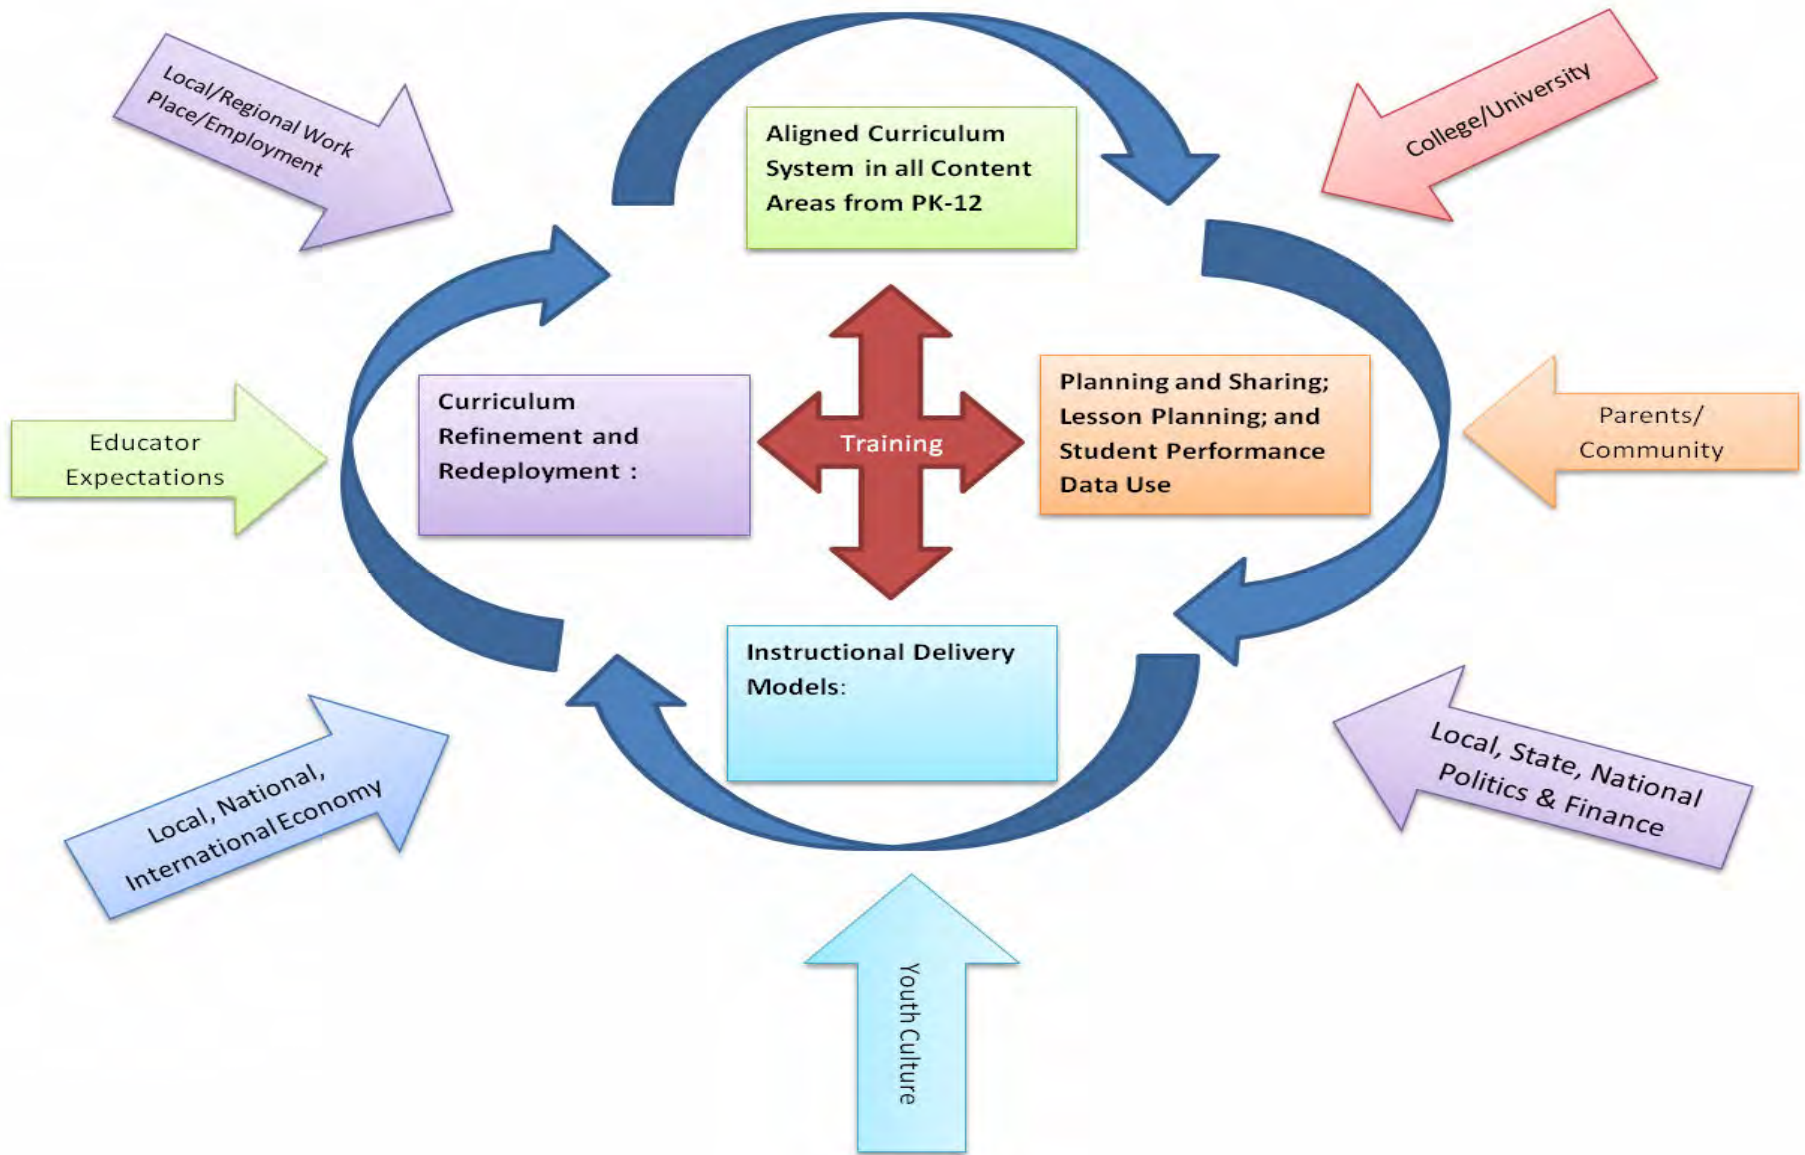 Local/Regional Work
Place/Employment
College/University
Aligned Curriculum
System in all Content
Areas from PK-12
Educator
Expectations
Curriculum
Refinement and
Redeployment :
Training
Planning and Sharing;
Lesson Planning; and
Student Performance
Data Use
Parents/
Community
Instructional Delivery
Models:
Local, National,
International Economy
Local, State, National
Politics & Finance
Youth Culture